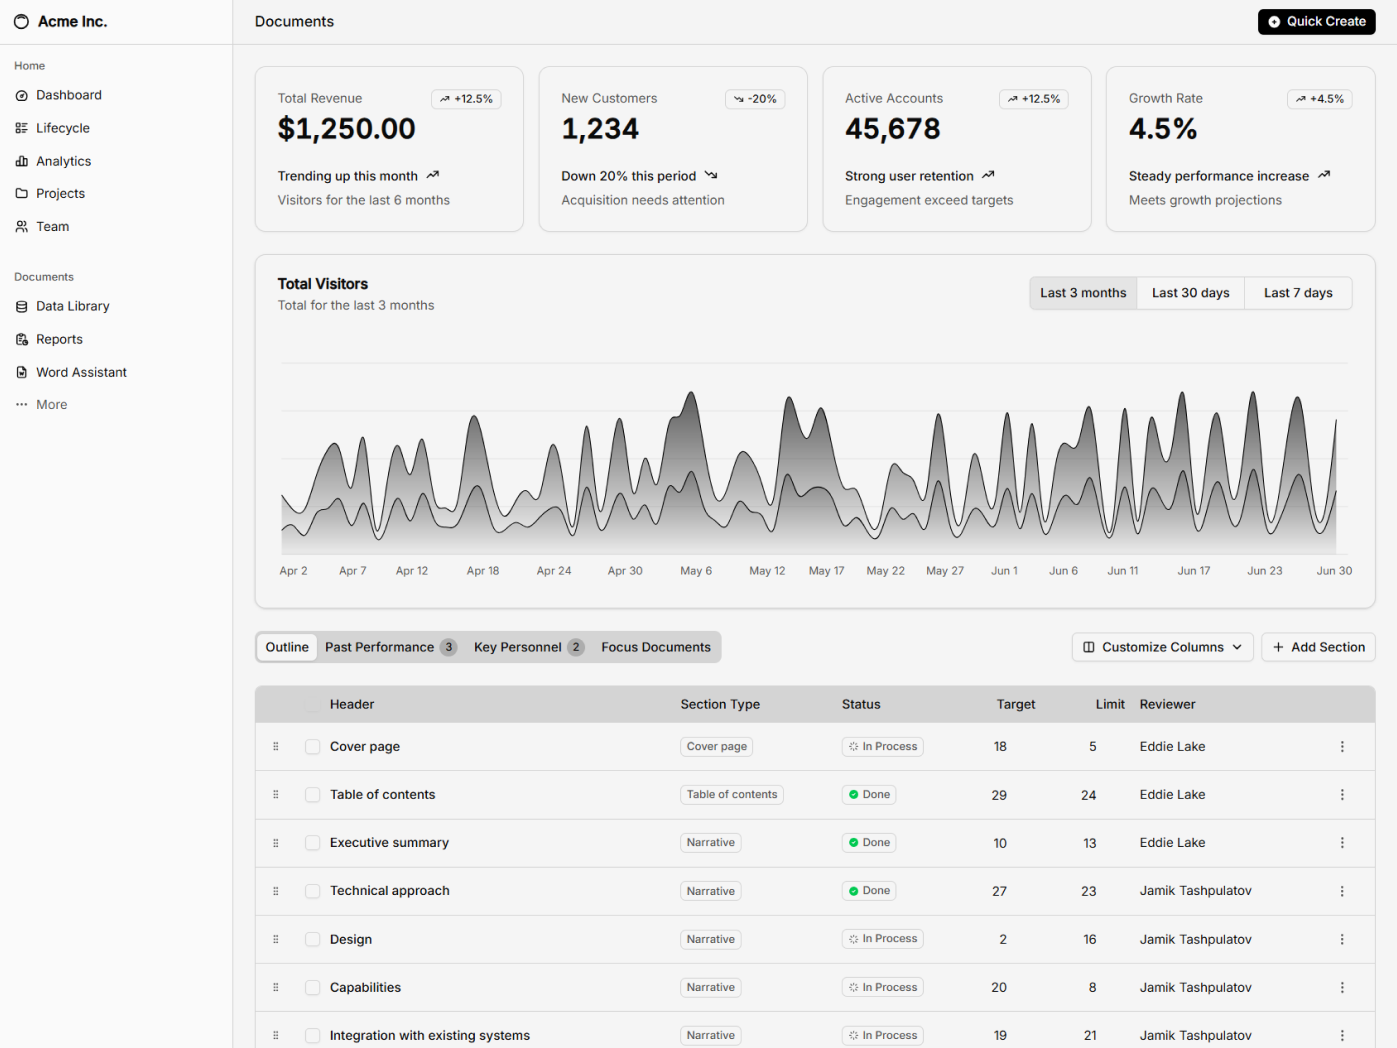 Acme Inc.
Documents
Quick Create
Home
Dashboard
Lifecycle
Analytics
Projects
Team
Documents
Data Library
Reports
Word Assistant
More
Total Revenue
+12.5%
$1,250.00
Trending up this month
Visitors for the last 6 months
New Customers
-20%
1,234
Down 20% this period
Acquisition needs attention
Active Accounts
+12.5%
45,678
Strong user retention
Engagement exceed targets
Growth Rate
+4.5%
4.5%
Steady performance increase
Meets growth projections
Total Visitors
Total for the last 3 months
Last 3 months Last 30 days Last 7 days
Apr 2 Apr 7 Apr 12 Apr 18 Apr 24 Apr 30 May 6 May 12 May 17 May 22 May 27 Jun 1 Jun 6 Jun 11 Jun 17 Jun 23 Jun 30
Outline Past Performance 3 Key Personnel 2 Focus Documents
Customize Columns Add Section
Header Section Type Status Target Limit Reviewer
Cover page Cover page In Process 18 5 Eddie Lake
Table of contents Table of contents Done 29 24 Eddie Lake
Executive summary Narrative Done 10 13 Eddie Lake
Technical approach Narrative Done 27 23 Jamik Tashpulatov
Design Narrative In Process 2 16 Jamik Tashpulatov
Capabilities Narrative In Process 20 8 Jamik Tashpulatov
Integration with existing systems Narrative In Process 19 21 Jamik Tashpulatov